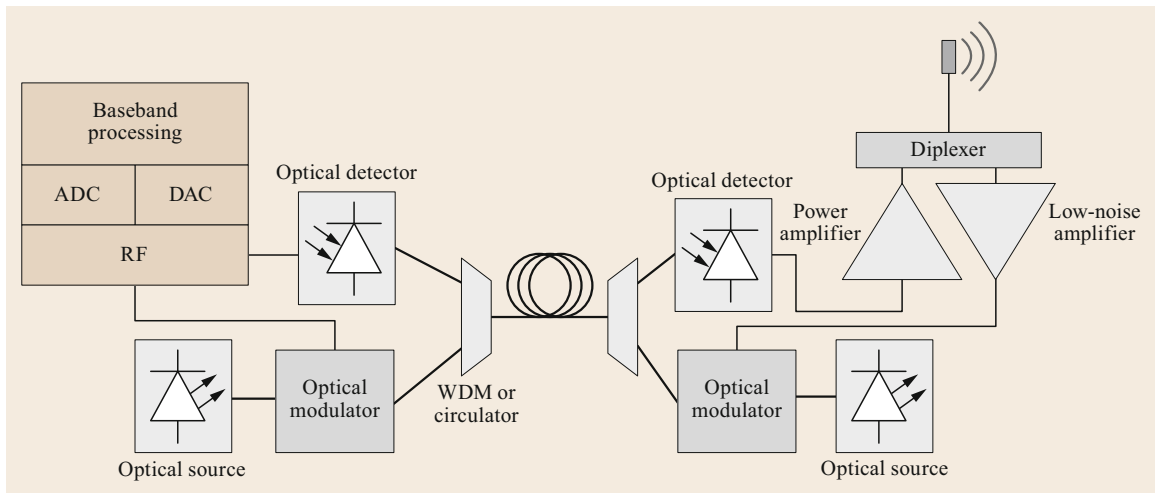 Baseband
processing
ADC
DAC
RF
Optical detector
Optical detector
Diplexer
Power
amplifier
Low-noise
amplifier
Optical
modulator
Optical source
WDM or
circulator
Optical
modulator
Optical source